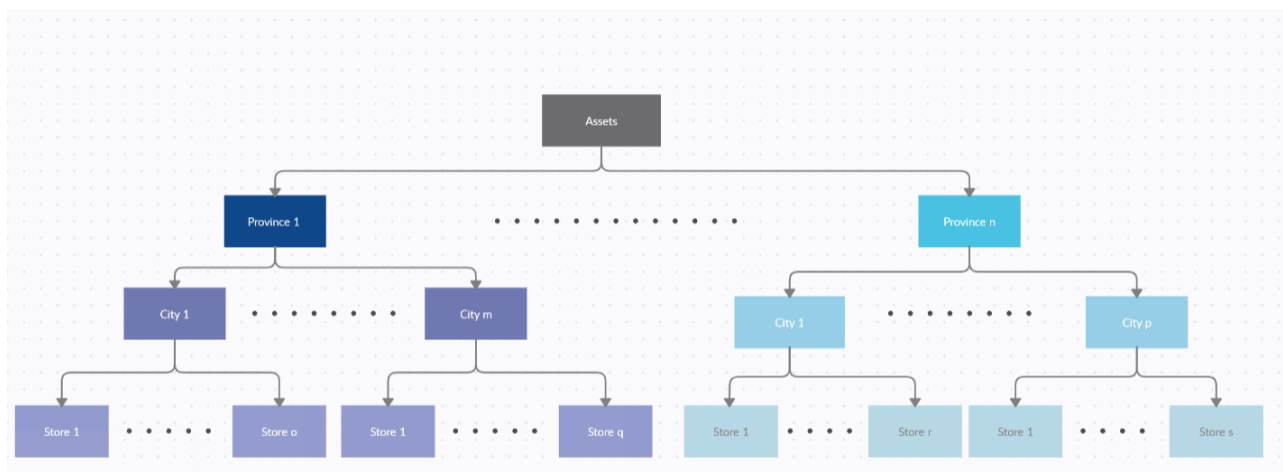 Assets
Province 1
Province n
City 1
City m
City 1
City p
Store 1
Store o
Store 1
Store q
Store 1
Store r
Store 1
Store s